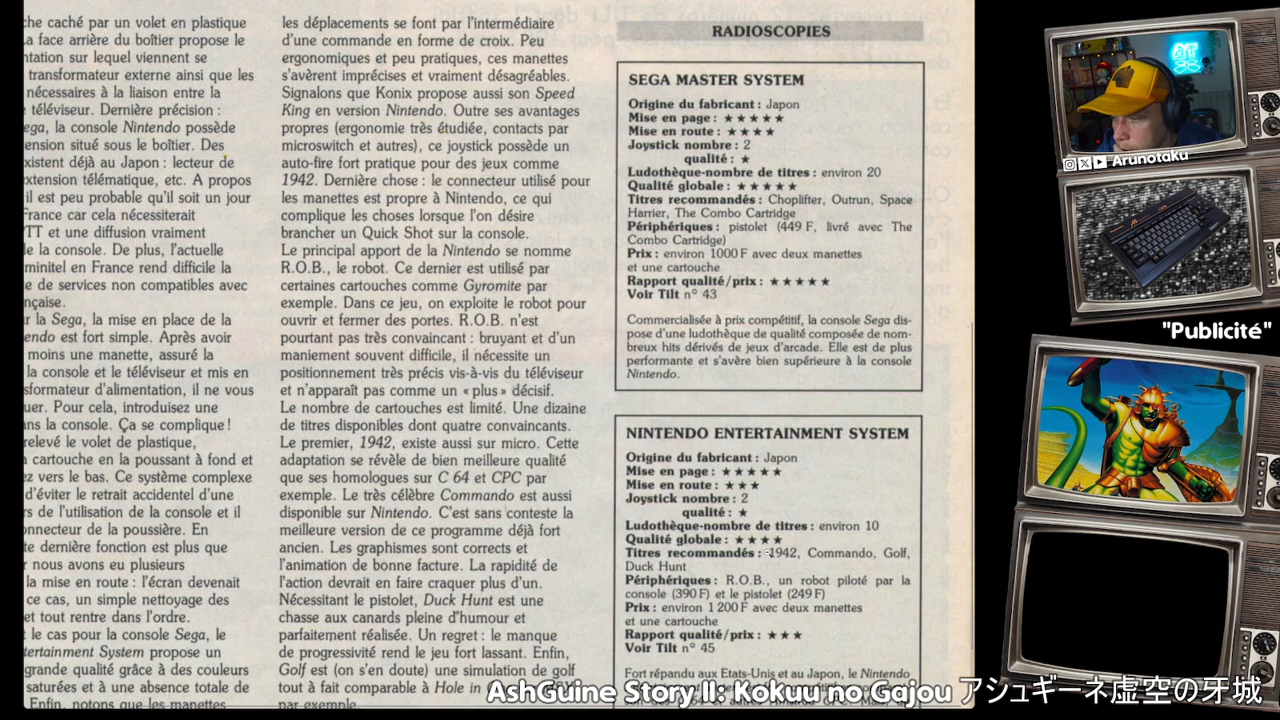 che caché par un volet en plastique
La face arrière du boîtier propose le
ntation sur lequel viennent se
transformateur externe ainsi que les
nécessaires à la liaison entre la
téléviseur. Dernière précision :
ega, la console Nintendo possède
ension situé sous le boîtier. Des
existent déjà au Japon : lecteur de
extension télématique, etc. A propos
il est peu probable qu'il soit un jour
France car cela nécessiterait
TT et une diffusion vraiment
de la console. De plus, l'actuelle
minitel en France rend difficile la
e de services non compatibles avec
nçaise.
r la Sega, la mise en place de la
endo est fort simple. Après avoir
moins une manette, assuré la
la console et le téléviseur et mis en
sformateur d'alimentation, il ne vous
uer. Pour cela, introduisez une
ans la console. Ça se complique !
relevé le volet de plastique,
a cartouche en la poussant à fond et
ez vers le bas. Ce système complexe
d'éviter le retrait accidentel d'une
rs de l'utilisation de la console et il
onnecteur de la poussière. En
te dernière fonction est plus que
r nous avons eu plusieurs
la mise en route : l'écran devenait
ce cas, un simple nettoyage des
et tout rentre dans l'ordre.
t le cas pour la console Sega, le
tertainment System propose un
grande qualité grâce à des couleurs
saturées et à une absence totale de
Enfin, notons que les manettes
les déplacements se font par l'intermédiaire
d'une commande en forme de croix. Peu
ergonomiques et peu pratiques, ces manettes
s'avèrent imprécises et vraiment désagréables.
Signalons que Konix propose aussi son Speed
King en version Nintendo. Outre ses avantages
propres (ergonomie très étudiée, contacts par
microswitch et autres), ce joystick possède un
auto-fire fort pratique pour des jeux comme
1942. Dernière chose : le connecteur utilisé pour
les manettes est propre à Nintendo, ce qui
complique les choses lorsque l'on désire
brancher un Quick Shot sur la console.
Le principal apport de la Nintendo se nomme
R.O.B., le robot. Ce dernier est utilisé par
certaines cartouches comme Gyromite par
exemple. Dans ce jeu, on exploite le robot pour
ouvrir et fermer des portes. R.O.B. n'est
pourtant pas très convaincant : bruyant et d'un
maniement souvent difficile, il nécessite un
positionnement très précis vis-à-vis du téléviseur
et n'apparaît pas comme un « plus » décisif.
Le nombre de cartouches est limité. Une dizaine
de titres disponibles dont quatre convaincants.
Le premier, 1942, existe aussi sur micro. Cette
adaptation se révèle de bien meilleure qualité
que ses homologues sur C 64 et CPC par
exemple. Le très célèbre Commando est aussi
disponible sur Nintendo. C'est sans conteste la
meilleure version de ce programme déjà fort
ancien. Les graphismes sont corrects et
l'animation de bonne facture. La rapidité de
l'action devrait en faire craquer plus d'un.
Nécessitant le pistolet, Duck Hunt est une
chasse aux canards pleine d'humour et
parfaitement réalisée. Un regret : le manque
de progressivité rend le jeu fort lassant. Enfin,
Golf est (on s'en doute) une simulation de golf
tout à fait comparable à Hole in
par exemple.
RADIOSCOPIES
SEGA MASTER SYSTEM
Origine du fabricant : Japon
Mise en page : ★★★★★
Mise en route : ★★★★
Joystick nombre : 2
qualité : ★
Ludothèque-nombre de titres : environ 20
Qualité globale : ★★★★★
Titres recommandés : Choplifter, Outrun, Space
Harrier, The Combo Cartridge
Périphériques : pistolet (449 F, livré avec The
Combo Cartridge)
Prix : environ 1000 F avec deux manettes
et une cartouche
Rapport qualité/prix : ★★★★★
Voir Tilt n° 43
Commercialisée à prix compétitif, la console Sega dis-
pose d'une ludothèque de qualité composée de nom-
breux hits dérivés de jeux d'arcade. Elle est de plus
performante et s'avère bien supérieure à la console
Nintendo.
NINTENDO ENTERTAINMENT SYSTEM
Origine du fabricant : Japon
Mise en page : ★★★★★
Mise en route : ★★★
Joystick nombre : 2
qualité : ★
Ludothèque-nombre de titres : environ 10
Qualité globale : ★★★★
Titres recommandés : 1942, Commando, Golf,
Duck Hunt
Périphériques : R.O.B., un robot piloté par la
console (390 F) et le pistolet (249 F)
Prix : environ 1 200 F avec deux manettes
et une cartouche
Rapport qualité/prix : ★★★
Voir Tilt n° 45
Fort répandu aux Etats-Unis et au Japon, le Nintendo
Arunotaku
"Publicité"
AshGuine Story II: Kokuu no Gajou アシュギーネ虚空の牙城